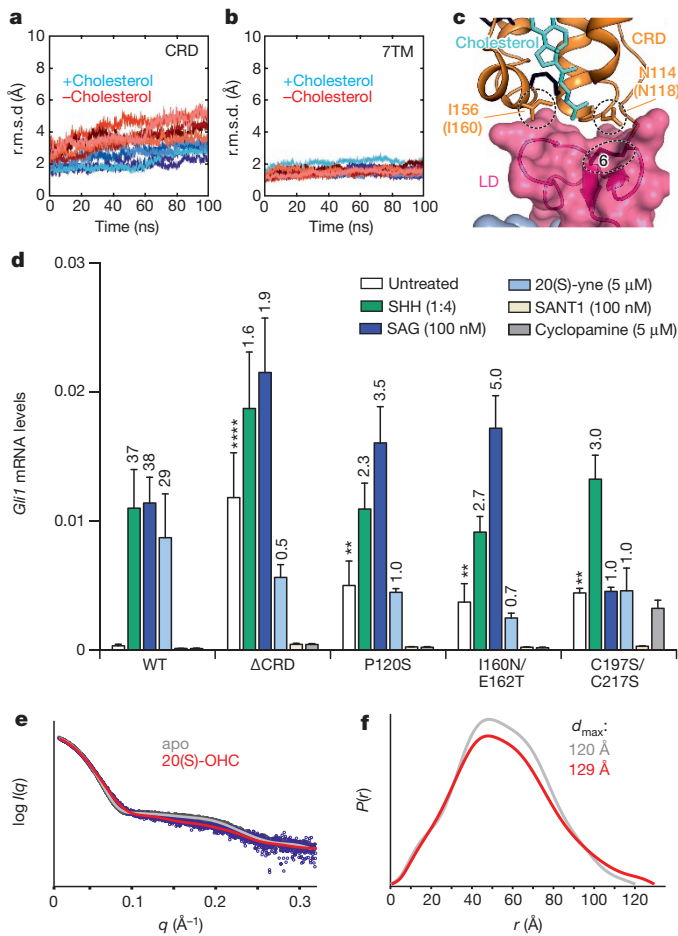 a
CRD
+Cholesterol
–Cholesterol
r.m.s.d (Å)
10
8
6
4
2
0
0 20 40 60 80 100
Time (ns)
b
7TM
+Cholesterol
–Cholesterol
r.m.s.d. (Å)
10
8
6
4
2
0
0 20 40 60 80 100
Time (ns)
c
Cholesterol
CRD
N114
(N118)
I156
(I160)
6
LD
d
Untreated
SHH (1:4)
SAG (100 nM)
20(S)-yne (5 μM)
SANT1 (100 nM)
Cyclopamine (5 μM)
Gli1 mRNA levels
0.03
0.02
0.01
0
37
38
29
****
1.6
1.9
0.5
**
2.3
3.5
1.0
**
2.7
5.0
0.7
**
3.0
1.0
1.0
WT
ΔCRD
P120S
I160N/
E162T
C197S/
C217S
e
apo
20(S)-OHC
log I(q)
0 0.1 0.2 0.3
q (Å⁻¹)
f
dmax:
120 Å
129 Å
P(r)
0 20 40 60 80 100 120
r (Å)